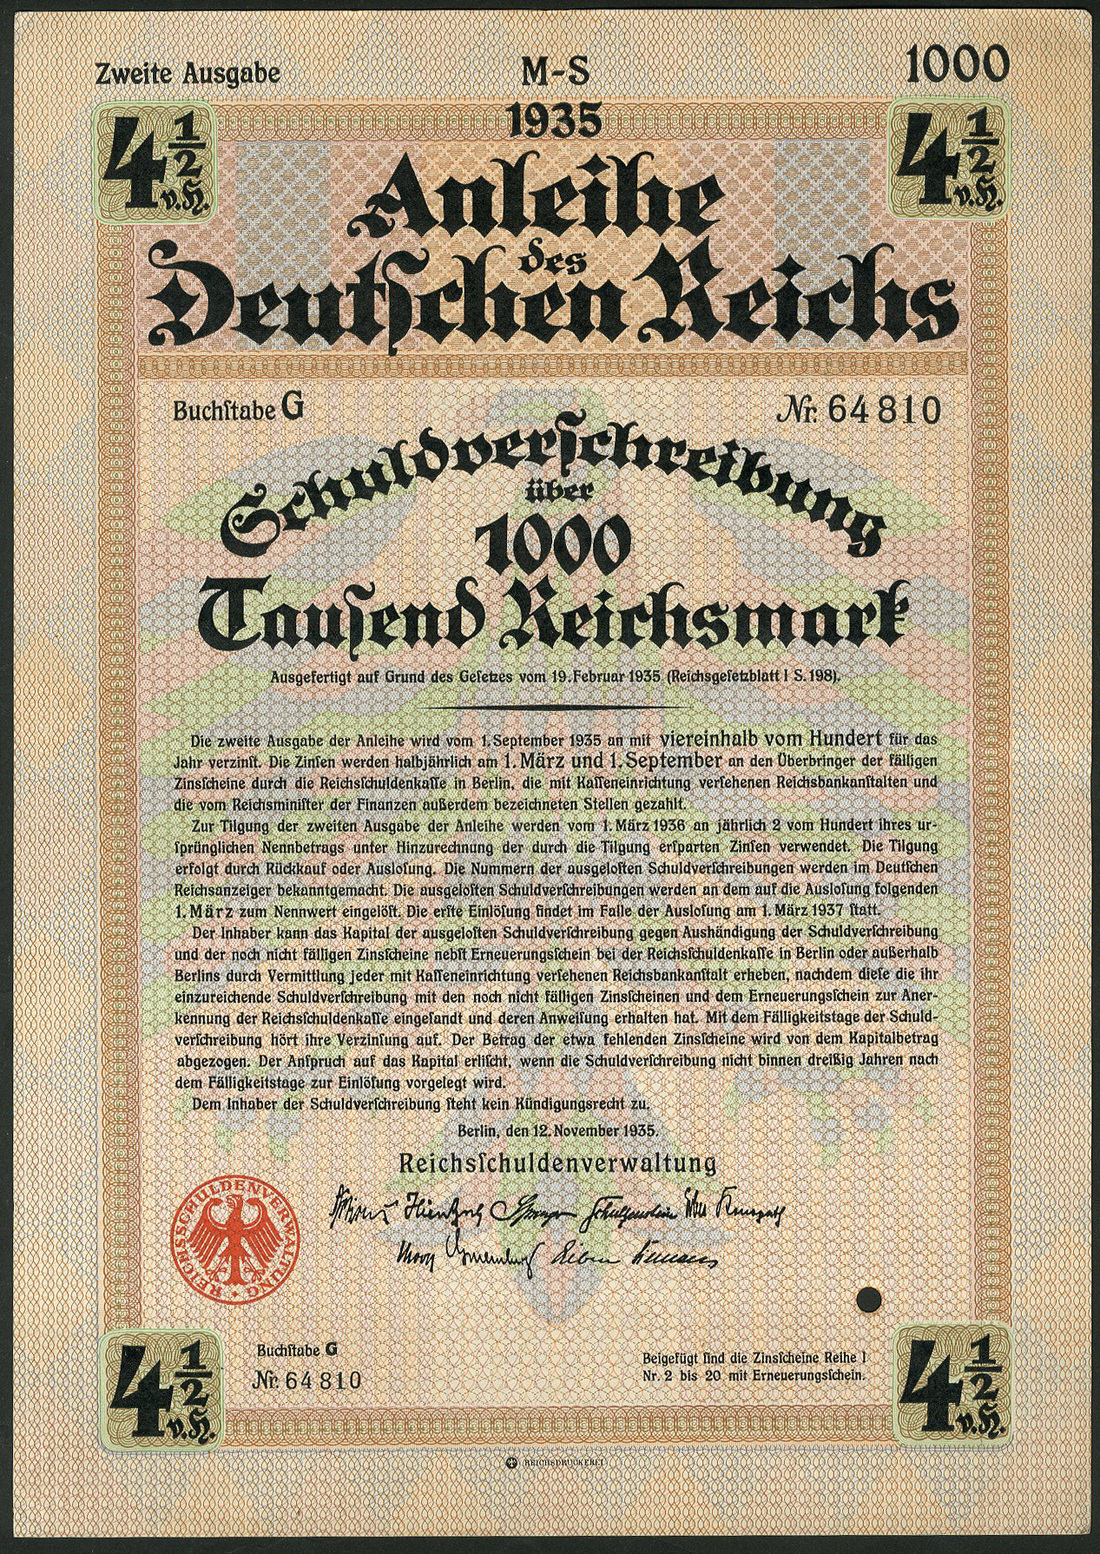 Zweite Ausgabe
M-S
1000
4 1/2 v.H.
4 1/2 v.H.
1935
Anleihe
des
Deutſchen Reichs
Buchſtabe G
Nr. 64810
Schuldverſchreibung
über
1000
Tauſend Reichsmark
Ausgefertigt auf Grund des Geſetzes vom 19. Februar 1935 (Reichsgeſetzblatt I S. 198).
Die zweite Ausgabe der Anleihe wird vom 1. September 1935 an mit viereinhalb vom Hundert für das
Jahr verzinſt. Die Zinſen werden halbjährlich am 1. März und 1. September an den Überbringer der fälligen
Zinsſcheine durch die Reichsſchuldenkaſſe in Berlin, die mit Kaſſeneinrichtung verſehenen Reichsbankanſtalten und
die vom Reichsminiſter der Finanzen außerdem bezeichneten Stellen gezahlt.
Zur Tilgung der zweiten Ausgabe der Anleihe werden vom 1. März 1936 an jährlich 2 vom Hundert ihres ur-
ſprünglichen Nennbetrags unter Hinzurechnung der durch die Tilgung erſparten Zinſen verwendet. Die Tilgung
erfolgt durch Rückkauf oder Ausloſung. Die Nummern der ausgeloſten Schuldverſchreibungen werden im Deutſchen
Reichsanzeiger bekanntgemacht. Die ausgeloſten Schuldverſchreibungen werden an dem auf die Ausloſung folgenden
1. März zum Nennwert eingelöſt. Die erſte Einlöſung findet im Falle der Ausloſung am 1. März 1937 ſtatt.
Der Inhaber kann das Kapital der ausgeloſten Schuldverſchreibung gegen Aushändigung der Schuldverſchreibung
und der noch nicht fälligen Zinsſcheine nebſt Erneuerungsſchein bei der Reichsſchuldenkaſſe in Berlin oder außerhalb
Berlins durch Vermittlung jeder mit Kaſſeneinrichtung verſehenen Reichsbankanſtalt erheben, nachdem dieſe die ihr
einzureichende Schuldverſchreibung mit den noch nicht fälligen Zinsſcheinen und dem Erneuerungsſchein zur Aner-
kennung der Reichsſchuldenkaſſe eingeſandt und deren Anweiſung erhalten hat. Mit dem Fälligkeitstage der Schuld-
verſchreibung hört ihre Verzinſung auf. Der Betrag der etwa fehlenden Zinsſcheine wird von dem Kapitalbetrag
abgezogen. Der Anſpruch auf das Kapital erliſcht, wenn die Schuldverſchreibung nicht binnen dreißig Jahren nach
dem Fälligkeitstage zur Einlöſung vorgelegt wird.
Dem Inhaber der Schuldverſchreibung ſteht kein Kündigungsrecht zu.
Berlin, den 12. November 1935.
Reichsſchuldenverwaltung
REICHSSCHULDENVERWALTUNG
Buchſtabe G
Nr. 64810
Beigefügt ſind die Zinsſcheine Reihe I
Nr. 2 bis 20 mit Erneuerungsſchein.
4 1/2 v.H.
4 1/2 v.H.
REICHSDRUCKEREI